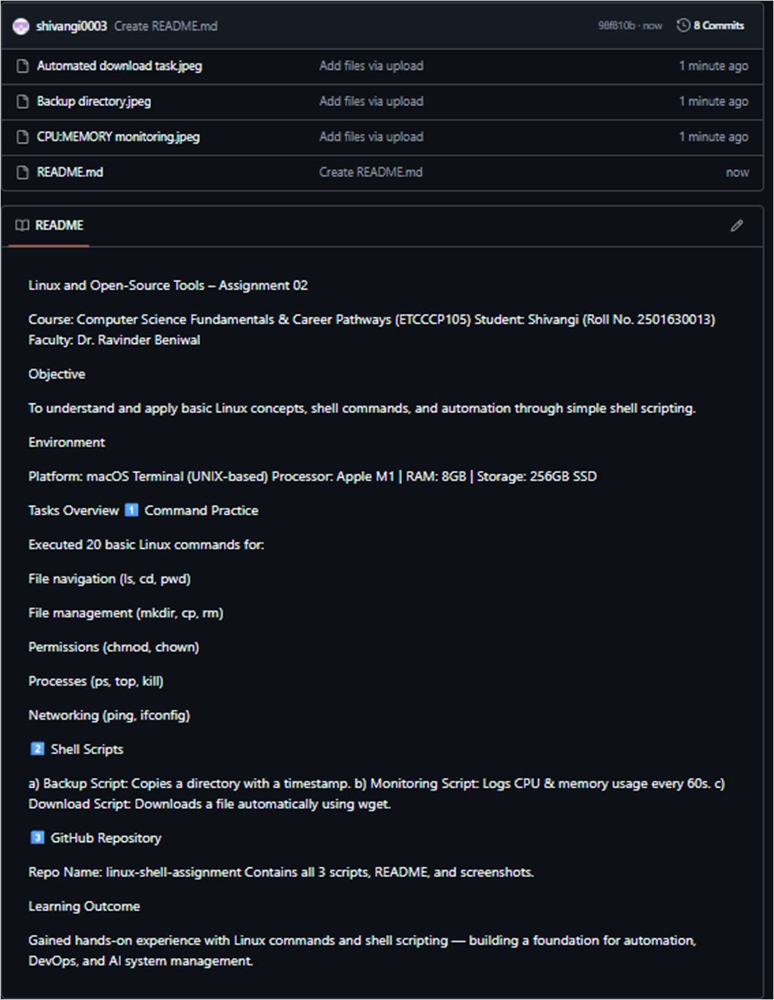 shivangi0003 Create README.md 98f810b · now 8 Commits
Automated download task.jpeg Add files via upload 1 minute ago
Backup directory.jpeg Add files via upload 1 minute ago
CPU:MEMORY monitoring.jpeg Add files via upload 1 minute ago
README.md Create README.md now
README
Linux and Open-Source Tools – Assignment 02
Course: Computer Science Fundamentals & Career Pathways (ETCCCP105) Student: Shivangi (Roll No. 2501630013)
Faculty: Dr. Ravinder Beniwal
Objective
To understand and apply basic Linux concepts, shell commands, and automation through simple shell scripting.
Environment
Platform: macOS Terminal (UNIX-based) Processor: Apple M1 | RAM: 8GB | Storage: 256GB SSD
Tasks Overview 1️⃣ Command Practice
Executed 20 basic Linux commands for:
File navigation (ls, cd, pwd)
File management (mkdir, cp, rm)
Permissions (chmod, chown)
Processes (ps, top, kill)
Networking (ping, ifconfig)
2️⃣ Shell Scripts
a) Backup Script: Copies a directory with a timestamp. b) Monitoring Script: Logs CPU & memory usage every 60s. c)
Download Script: Downloads a file automatically using wget.
3️⃣ GitHub Repository
Repo Name: linux-shell-assignment Contains all 3 scripts, README, and screenshots.
Learning Outcome
Gained hands-on experience with Linux commands and shell scripting — building a foundation for automation,
DevOps, and AI system management.